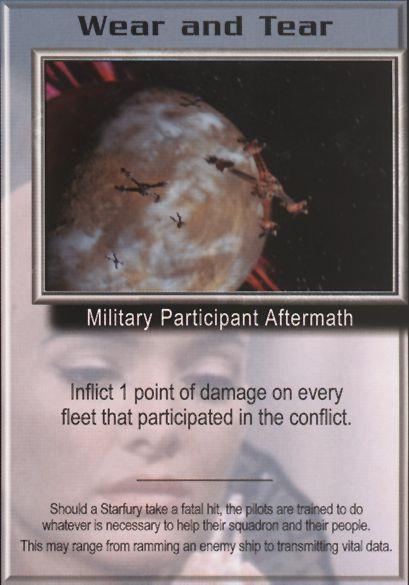 Wear and Tear
Military Participant Aftermath
Inflict 1 point of damage on every
fleet that participated in the conflict.
Should a Starfury take a fatal hit, the pilots are trained to do
whatever is necessary to help their squadron and their people.
This may range from ramming an enemy ship to transmitting vital data.